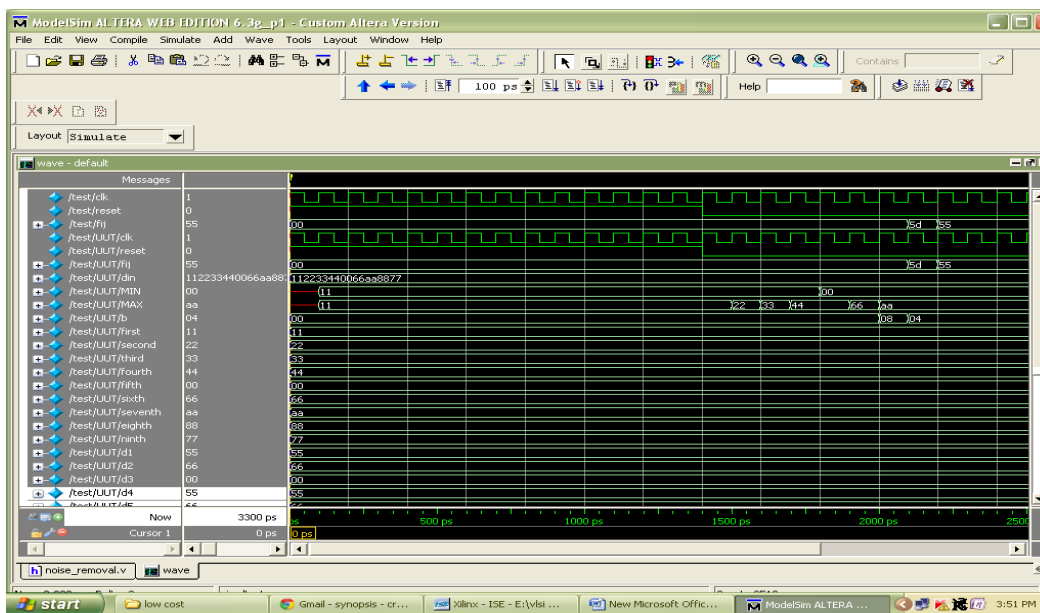 ModelSim ALTERA WEB EDITION 6.3g_p1 - Custom Altera Version
File Edit View Compile Simulate Add Wave Tools Layout Window Help
Contains
100 ps Help
Layout Simulate
wave - default
Messages
/test/clk 1
/test/reset 0
/test/fij 55 00 5d 55
/test/UUT/clk 1
/test/UUT/reset 0
/test/UUT/fij 55 00 5d 55
/test/UUT/din 112233440066aa88 112233440066aa8877
/test/UUT/MIN 00 11 00
/test/UUT/MAX aa 11 22 33 44 66 aa
/test/UUT/b 04 00 08 04
/test/UUT/first 11 11
/test/UUT/second 22 22
/test/UUT/third 33 33
/test/UUT/fourth 44 44
/test/UUT/fifth 00 00
/test/UUT/sixth 66 66
/test/UUT/seventh aa aa
/test/UUT/eighth 88 88
/test/UUT/ninth 77 77
/test/UUT/d1 55 55
/test/UUT/d2 66 66
/test/UUT/d3 00 00
/test/UUT/d4 55 55
Now 3300 ps 500 ps 1000 ps 1500 ps 2000 ps 2500
Cursor 1 0 ps 0 ps
noise_removal.v wave
start low cost Gmail - synopsis - cr... Xilinx - ISE - E:\vlsi ... New Microsoft Offic... ModelSim ALTERA ... 3:51 PM